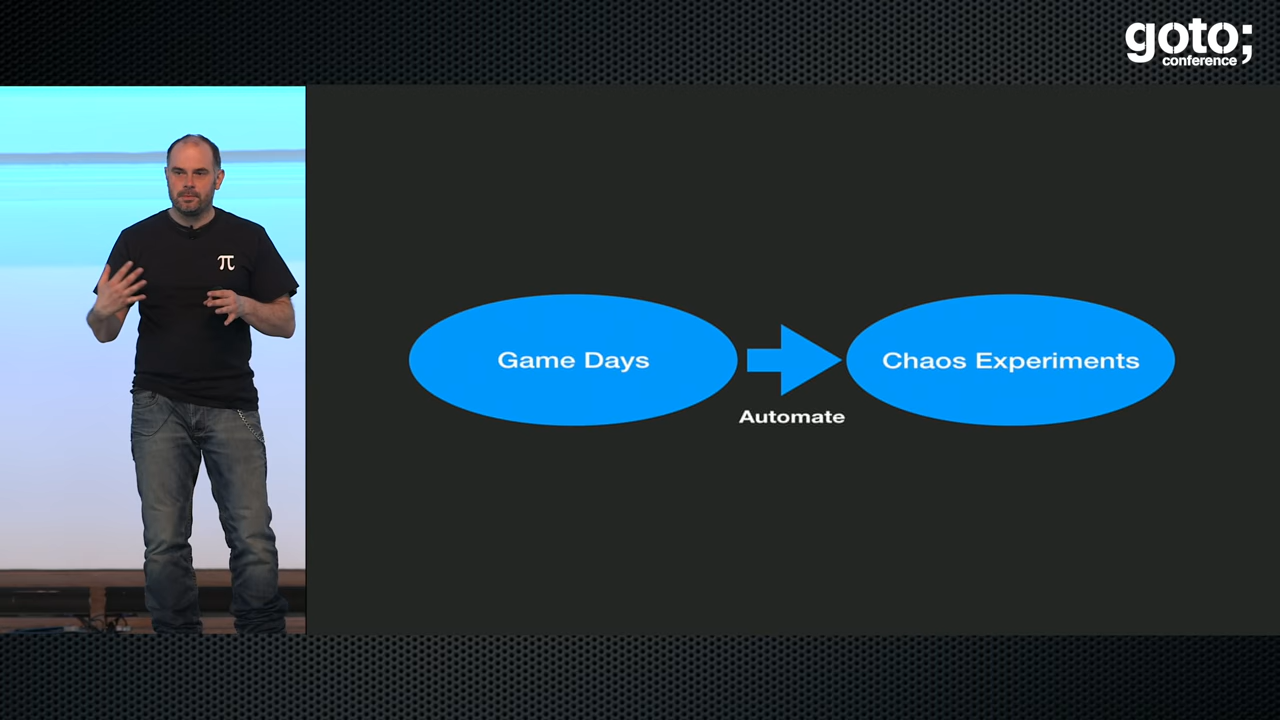 goto;
conference
π
Game Days
Chaos Experiments
Automate